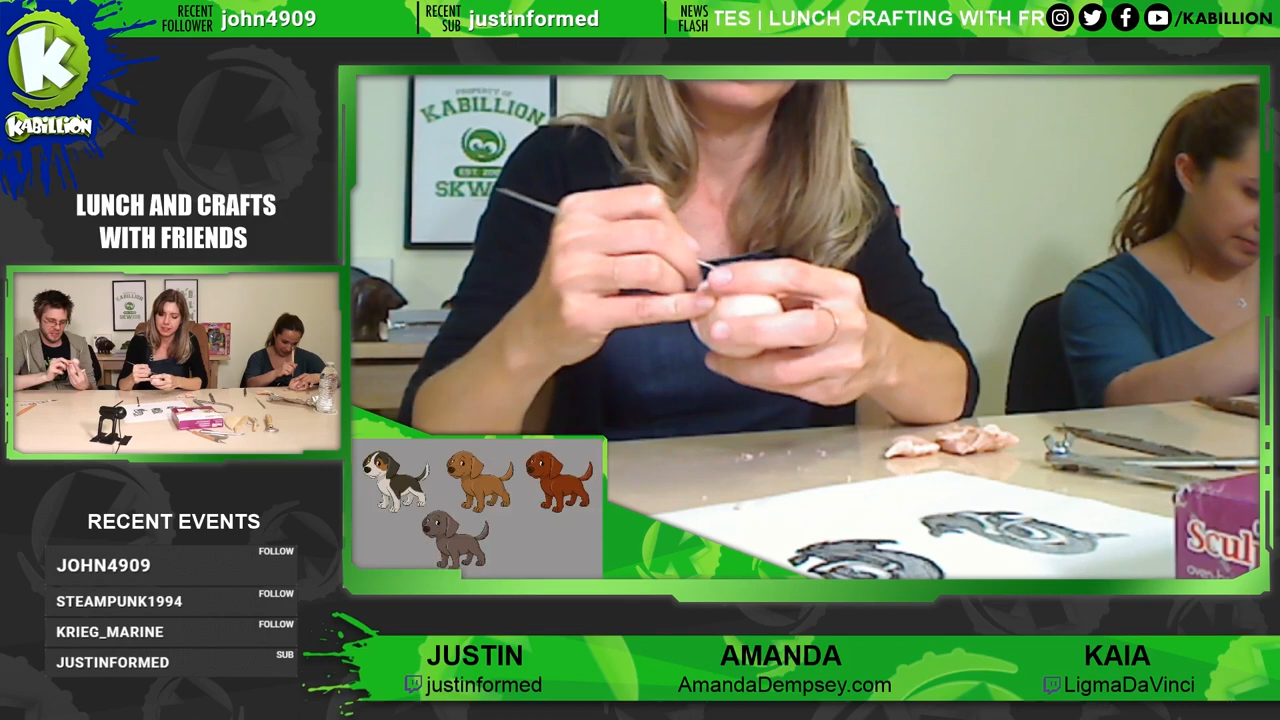 RECENT FOLLOWER john4909
RECENT SUB justinformed
NEWS FLASH TES | LUNCH CRAFTING WITH FR
/KABILLION
K
KABILLION
LUNCH AND CRAFTS
WITH FRIENDS
PROPERTY OF
KABILLION
EST. 200
SKW
KABILLION
RECENT EVENTS
JOHN4909 FOLLOW
STEAMPUNK1994 FOLLOW
KRIEG_MARINE FOLLOW
JUSTINFORMED SUB
Scul
JUSTIN
justinformed
AMANDA
AmandaDempsey.com
KAIA
LigmaDaVinci